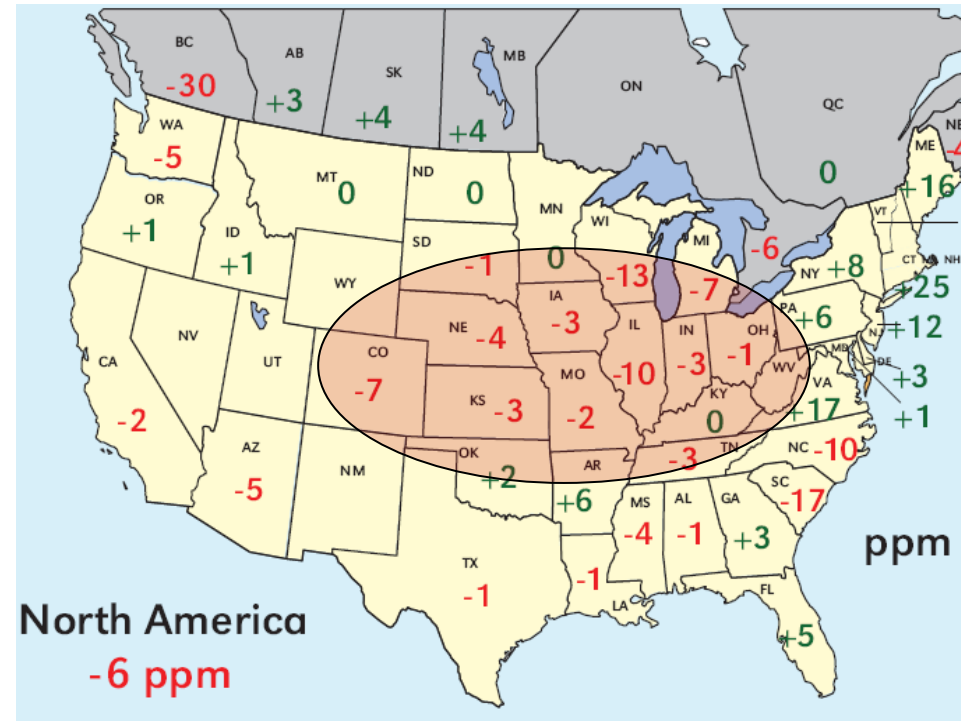 BC
-30
AB
+3
SK
+4
MB
+4
ON
QC
0
NB
-4
ME
+16
WA
-5
MT
0
ND
0
MN
0
WI
-13
MI
-7
-6
VT
OR
+1
ID
+1
SD
-1
WY
NY
+8
CT
NH
+25
IA
-3
NE
-4
IL
-10
IN
-3
OH
-1
PA
+6
NJ
+12
NV
UT
CO
-7
KS
-3
MO
-2
KY
0
WV
VA
+17
MD
DE
+3
+1
CA
-2
AZ
-5
NM
OK
+2
AR
+6
TN
-3
NC
-10
SC
-17
MS
-4
AL
-1
GA
+3
ppm
TX
-1
-1
LA
FL
+5
North America
-6 ppm